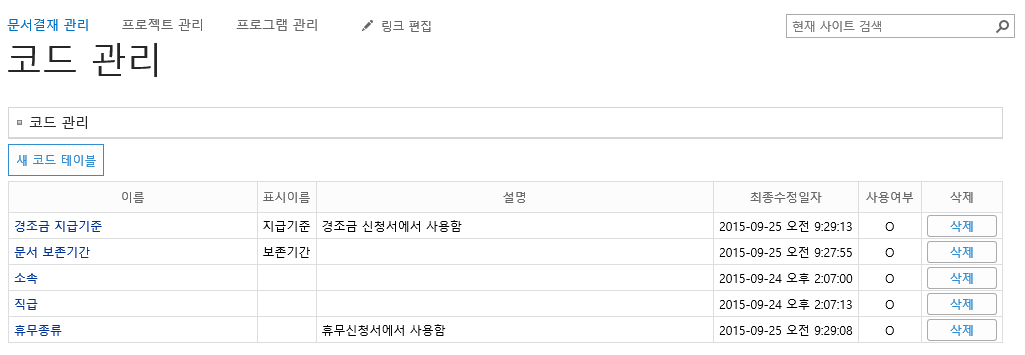 문서결재 관리 프로젝트 관리 프로그램 관리 링크 편집 현재 사이트 검색
코드 관리
코드 관리
새 코드 테이블
이름 표시이름 설명 최종수정일자 사용여부 삭제
경조금 지급기준 지급기준 경조금 신청서에서 사용함 2015-09-25 오전 9:29:13 O 삭제
문서 보존기간 보존기간 2015-09-25 오전 9:27:55 O 삭제
소속 2015-09-24 오후 2:07:00 O 삭제
직급 2015-09-24 오후 2:07:13 O 삭제
휴무종류 휴무신청서에서 사용함 2015-09-25 오전 9:29:08 O 삭제